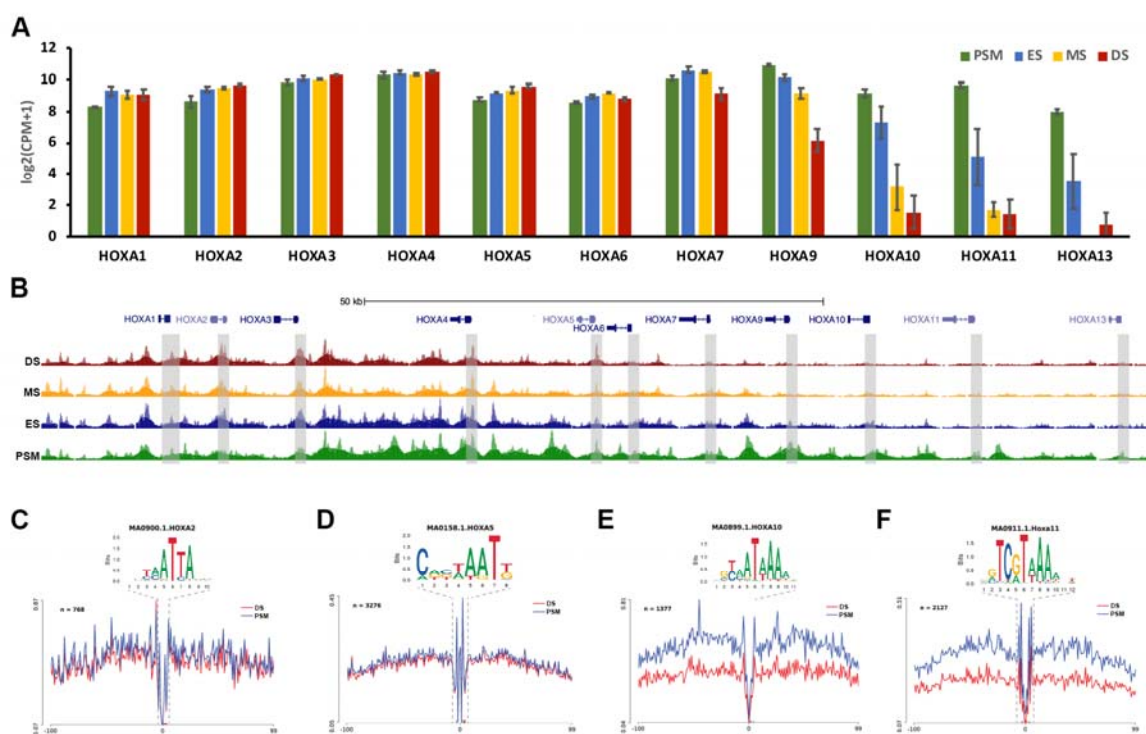 A
PSM ES MS DS
log2(CPM+1)
12
10
8
6
4
2
0
HOXA1 HOXA2 HOXA3 HOXA4 HOXA5 HOXA6 HOXA7 HOXA9 HOXA10 HOXA11 HOXA13
B
50 kb
HOXA1 HOXA2 HOXA3 HOXA4 HOXA5 HOXA6 HOXA7 HOXA9 HOXA10 HOXA11 HOXA13
DS
MS
ES
PSM
C
MA0900.1.HOXA2
Bits
n = 768
DS
PSM
-100 0 99
D
MA0158.1.HOXA5
Bits
n = 3276
DS
PSM
-100 0 99
E
MA0899.1.HOXA10
Bits
n = 1377
DS
PSM
-100 0 99
F
MA0911.1.Hoxa11
Bits
n = 2127
DS
PSM
-100 0 99